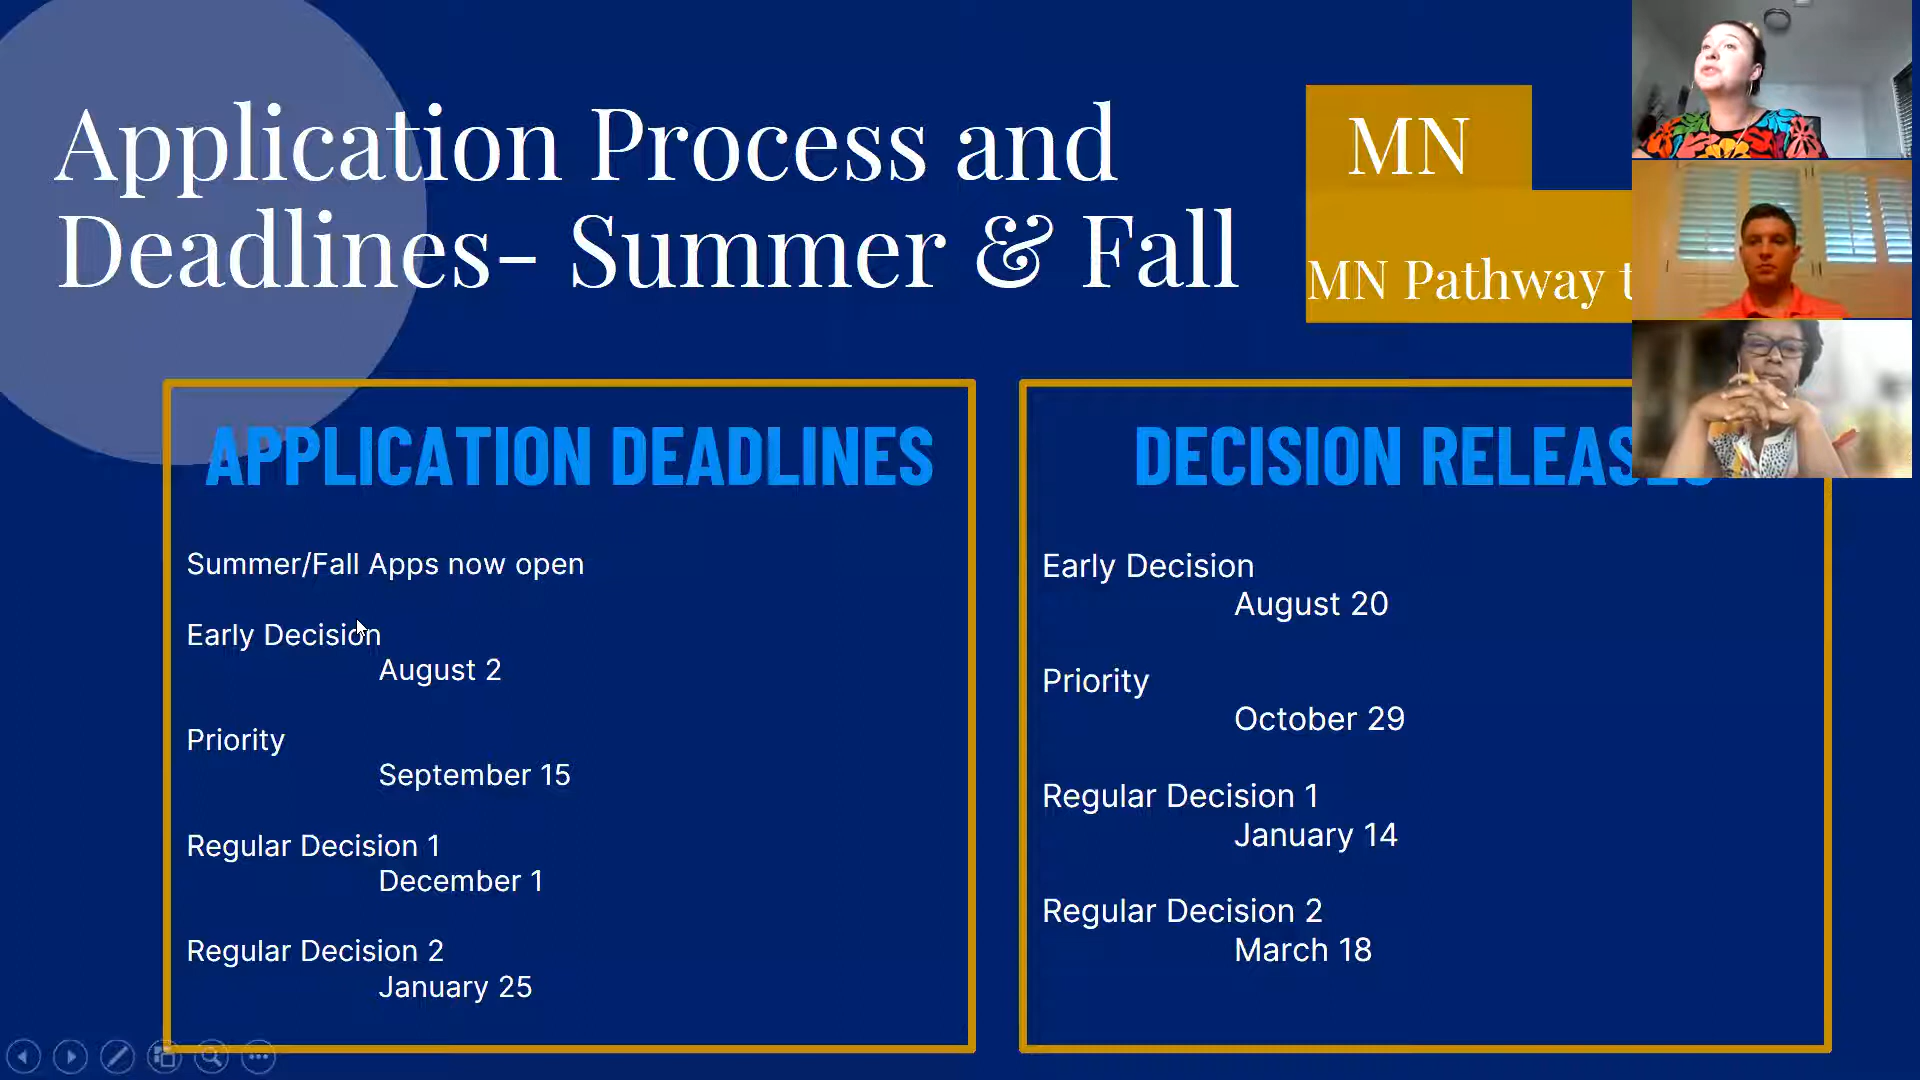 Application Process and
Deadlines- Summer & Fall
MN
MN Pathway
APPLICATION DEADLINES
Summer/Fall Apps now open
Early Decision
August 2
Priority
September 15
Regular Decision 1
December 1
Regular Decision 2
January 25
DECISION
Early Decision
August 20
Priority
October 29
Regular Decision 1
January 14
Regular Decision 2
March 18